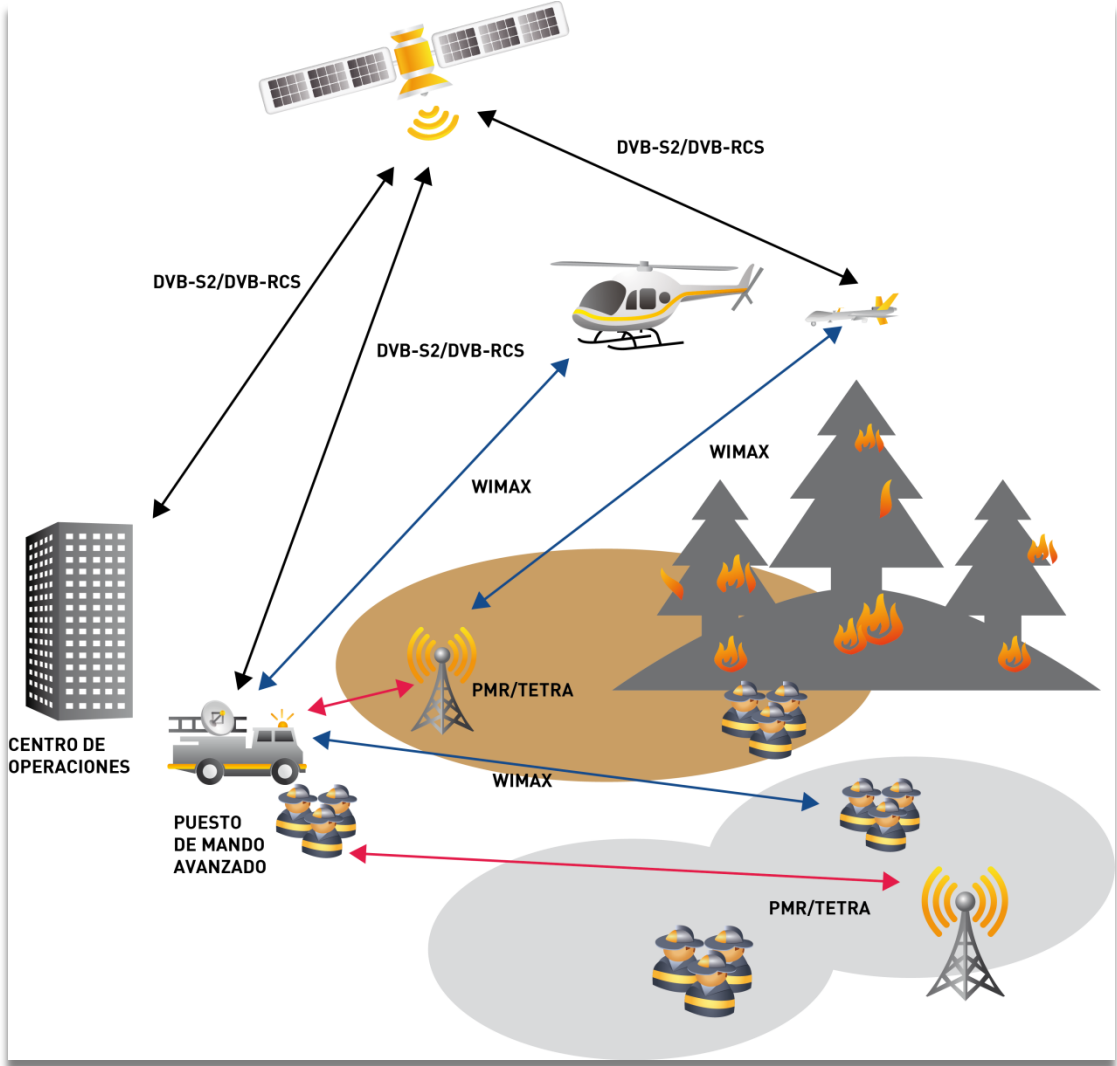 DVB-S2/DVB-RCS
DVB-S2/DVB-RCS
DVB-S2/DVB-RCS
WIMAX
WIMAX
PMR/TETRA
CENTRO DE
OPERACIONES
WIMAX
PUESTO
DE MANDO
AVANZADO
PMR/TETRA